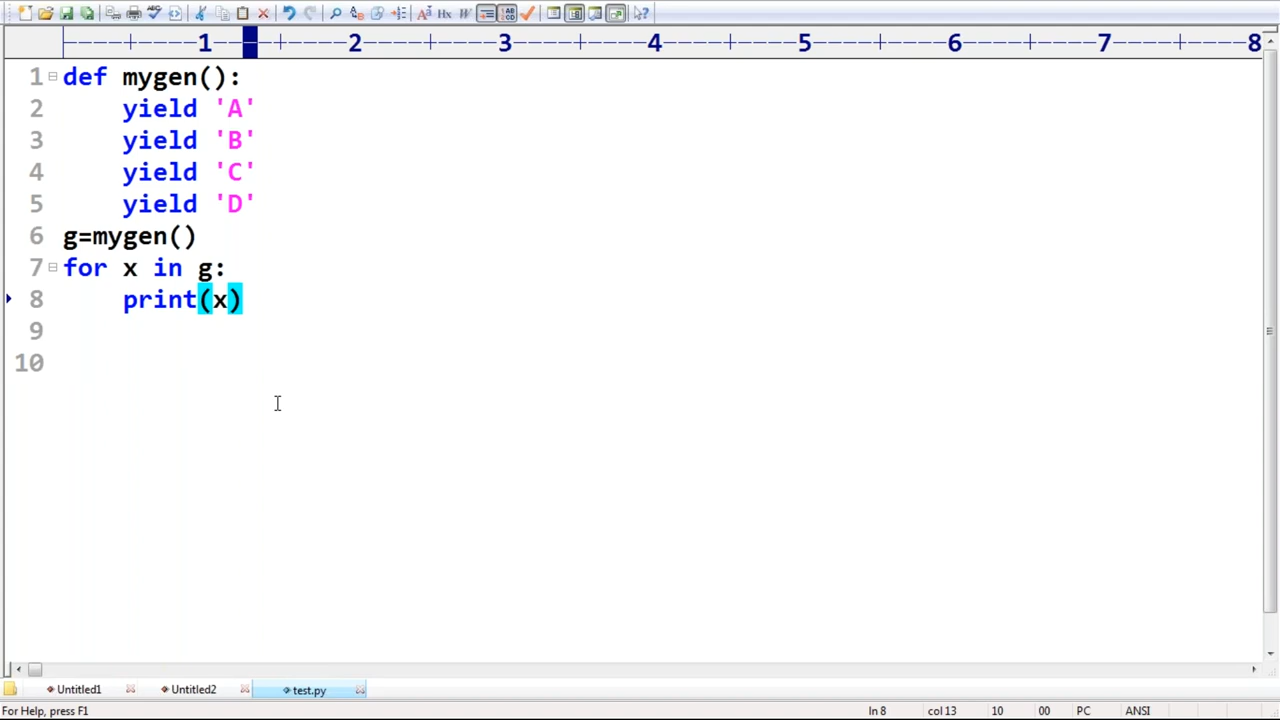 1 2 3 4 5 6 7 8
1 def mygen():
2     yield 'A'
3     yield 'B'
4     yield 'C'
5     yield 'D'
6 g=mygen()
7 for x in g:
8     print(x)
9
10
Untitled1 Untitled2 test.py
For Help, press F1 ln 8 col 13 10 00 PC ANSI